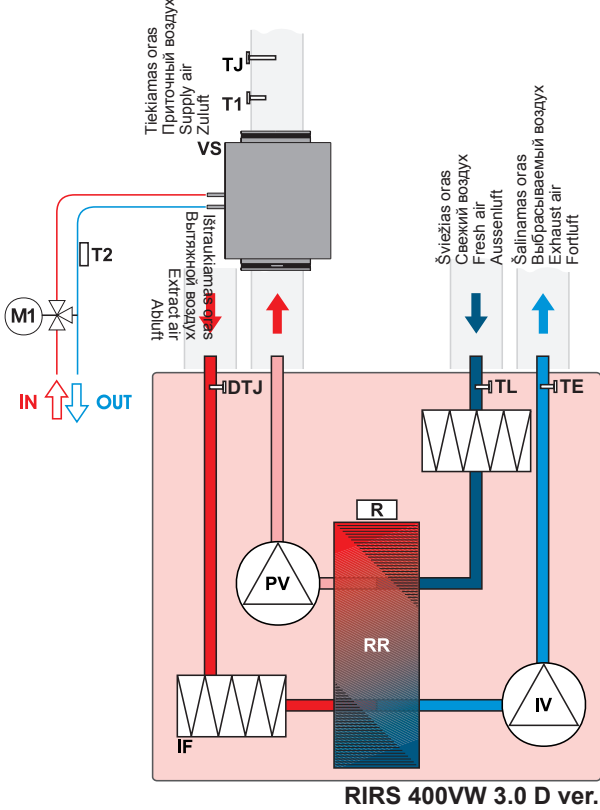 Tiekiamas oras
Приточный воздух
Supply air
Zuluft
TJ
T1
VS
Ištraukiamas oras
Вытяжной воздух
Extract air
Abluft
Šviežias oras
Свежий воздух
Fresh air
Aussenluft
Šalinamas oras
Выбрасываемый воздух
Exhaust air
Fortluft
T2
M1
IN
OUT
DTJ
TL
TE
R
PV
RR
IV
IF
RIRS 400VW 3.0 D ver.